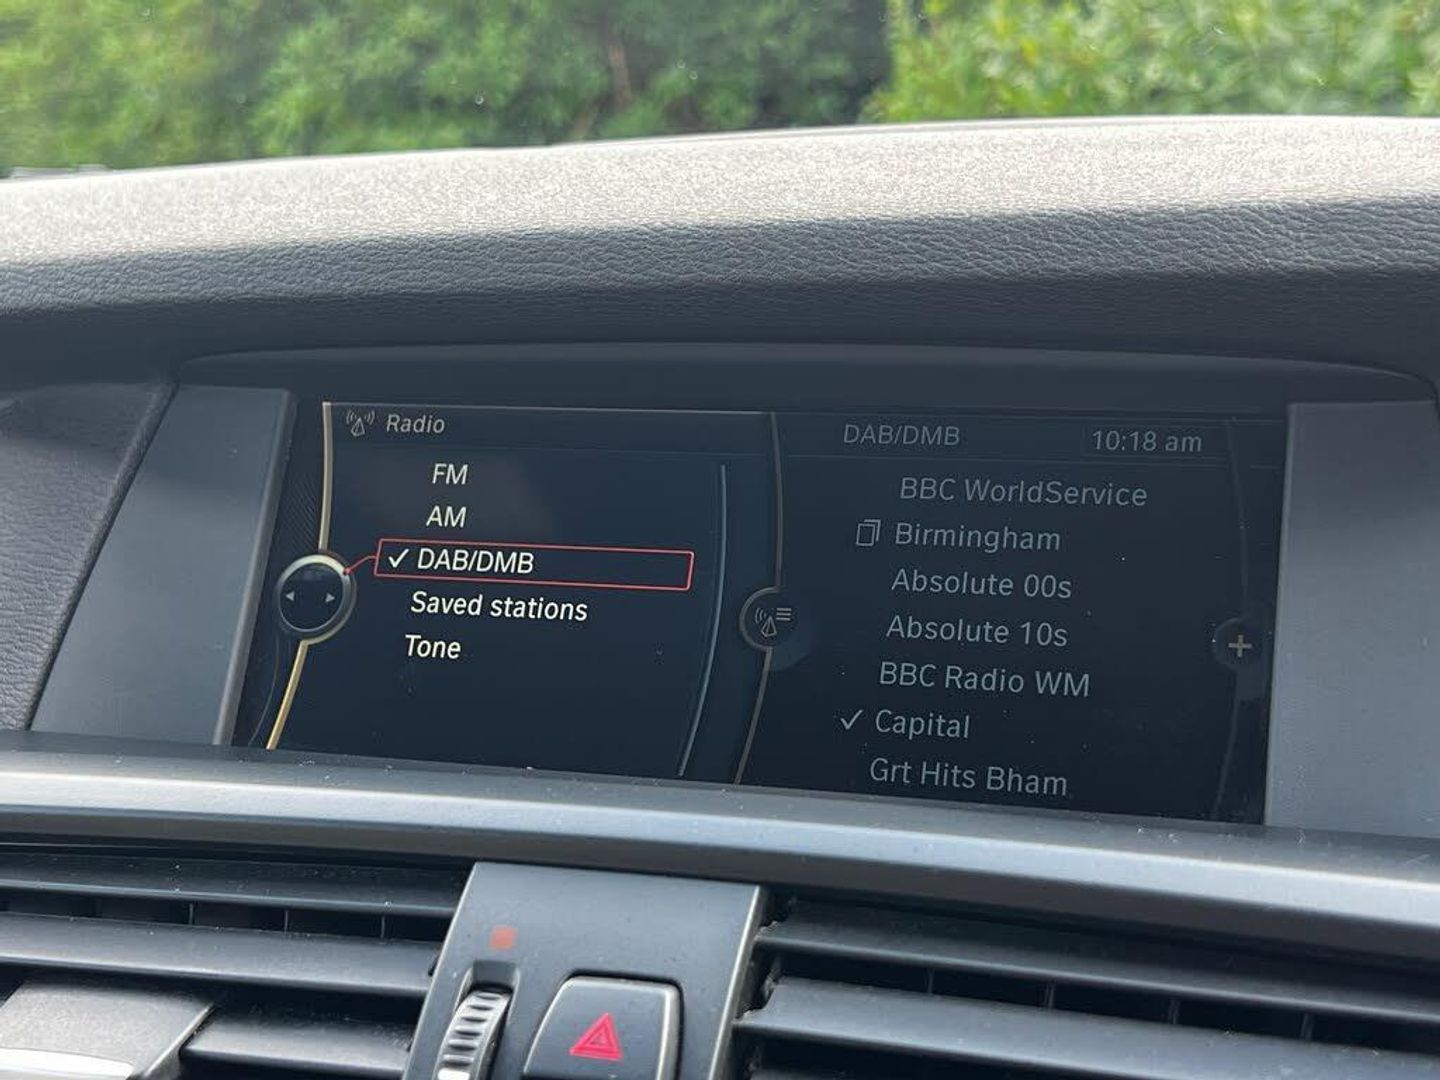 Radio
FM
AM
DAB/DMB
Saved stations
Tone
DAB/DMB
10:18 am
BBC WorldService
Birmingham
Absolute 00s
Absolute 10s
BBC Radio WM
Capital
Grt Hits Bham